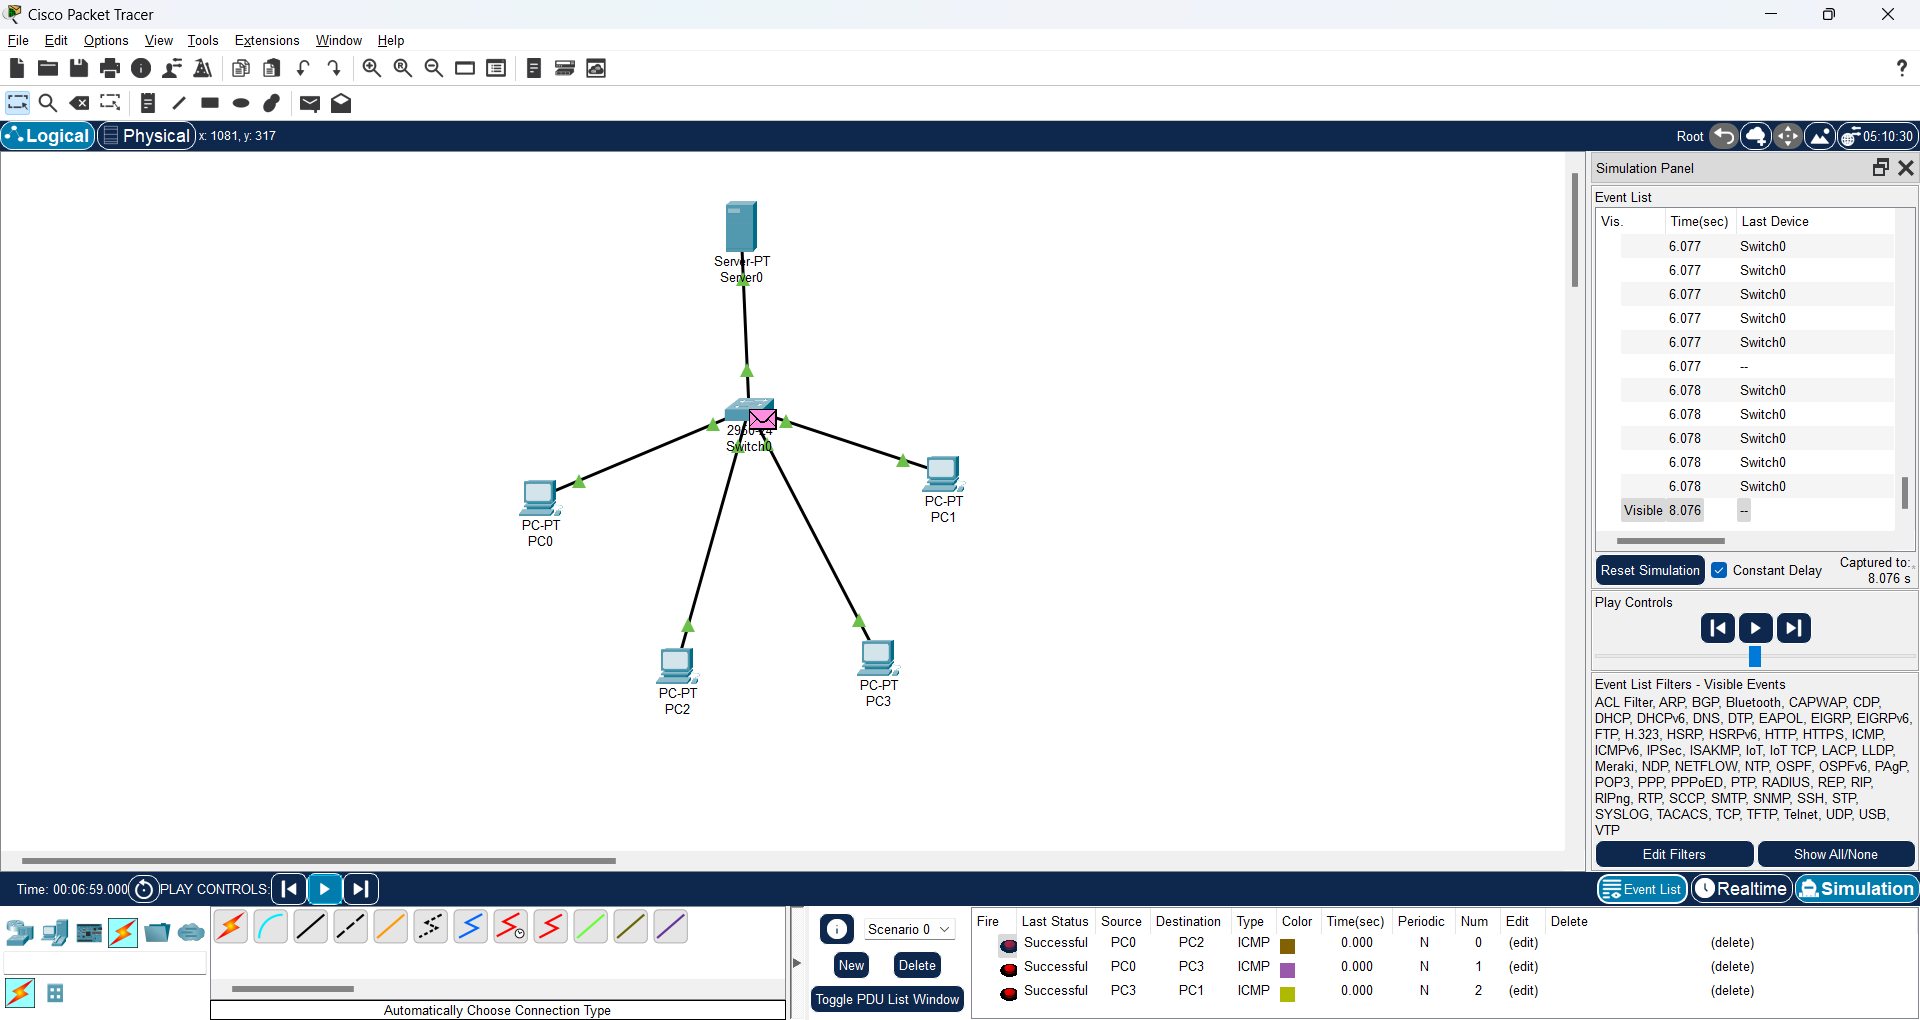 Cisco Packet Tracer
File Edit Options View Tools Extensions Window Help
Logical Physical x: 1081, y: 317 Root 05:10:30
Server-PT
Server0
Switch0
PC-PT
PC1
PC-PT
PC0
PC-PT
PC2
PC-PT
PC3
Simulation Panel
Event List
Vis. Time(sec) Last Device
6.077 Switch0
6.077 Switch0
6.077 Switch0
6.077 Switch0
6.077 Switch0
6.077 --
6.078 Switch0
6.078 Switch0
6.078 Switch0
6.078 Switch0
6.078 Switch0
Visible 8.076 --
Reset Simulation Constant Delay Captured to:
8.076 s
Play Controls
Event List Filters - Visible Events
ACL Filter, ARP, BGP, Bluetooth, CAPWAP, CDP,
DHCP, DHCPv6, DNS, DTP, EAPOL, EIGRP, EIGRPv6,
FTP, H.323, HSRP, HSRPv6, HTTP, HTTPS, ICMP,
ICMPv6, IPSec, ISAKMP, IoT, IoT TCP, LACP, LLDP,
Meraki, NDP, NETFLOW, NTP, OSPF, OSPFv6, PAgP,
POP3, PPP, PPPoED, PTP, RADIUS, REP, RIP,
RIPng, RTP, SCCP, SMTP, SNMP, SSH, STP,
SYSLOG, TACACS, TCP, TFTP, Telnet, UDP, USB,
VTP
Edit Filters Show All/None
Time: 00:06:59.000 PLAY CONTROLS: Event List Realtime Simulation
Automatically Choose Connection Type
Scenario 0
New Delete
Toggle PDU List Window
Fire Last Status Source Destination Type Color Time(sec) Periodic Num Edit Delete
Successful PC0 PC2 ICMP 0.000 N 0 (edit) (delete)
Successful PC0 PC3 ICMP 0.000 N 1 (edit) (delete)
Successful PC3 PC1 ICMP 0.000 N 2 (edit) (delete)